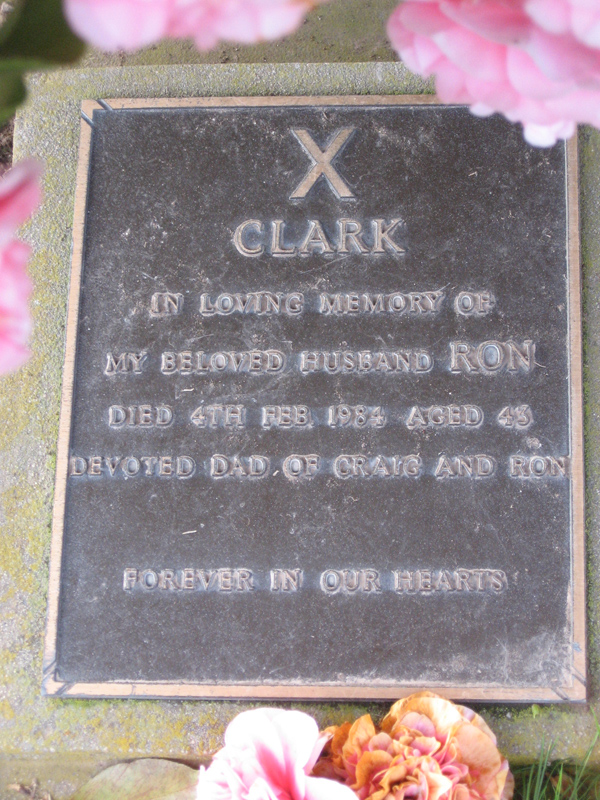 X
CLARK
IN LOVING MEMORY OF
MY BELOVED HUSBAND RON
DIED 4TH FEB. 1984 AGED 43
DEVOTED DAD OF CRAIG AND RON
FOREVER IN OUR HEARTS